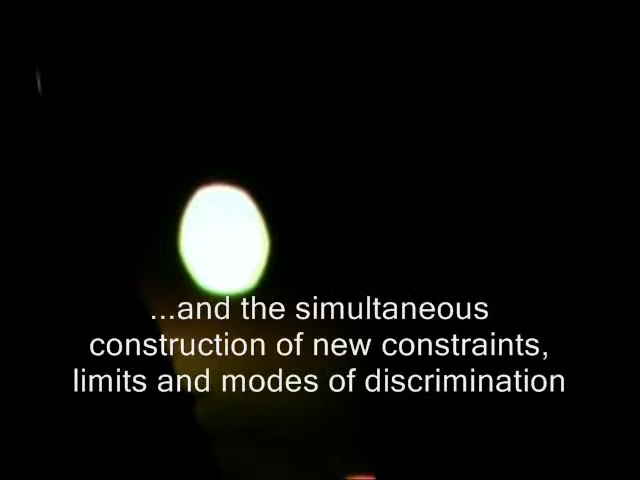 ...and the simultaneous
construction of new constraints,
limits and modes of discrimination